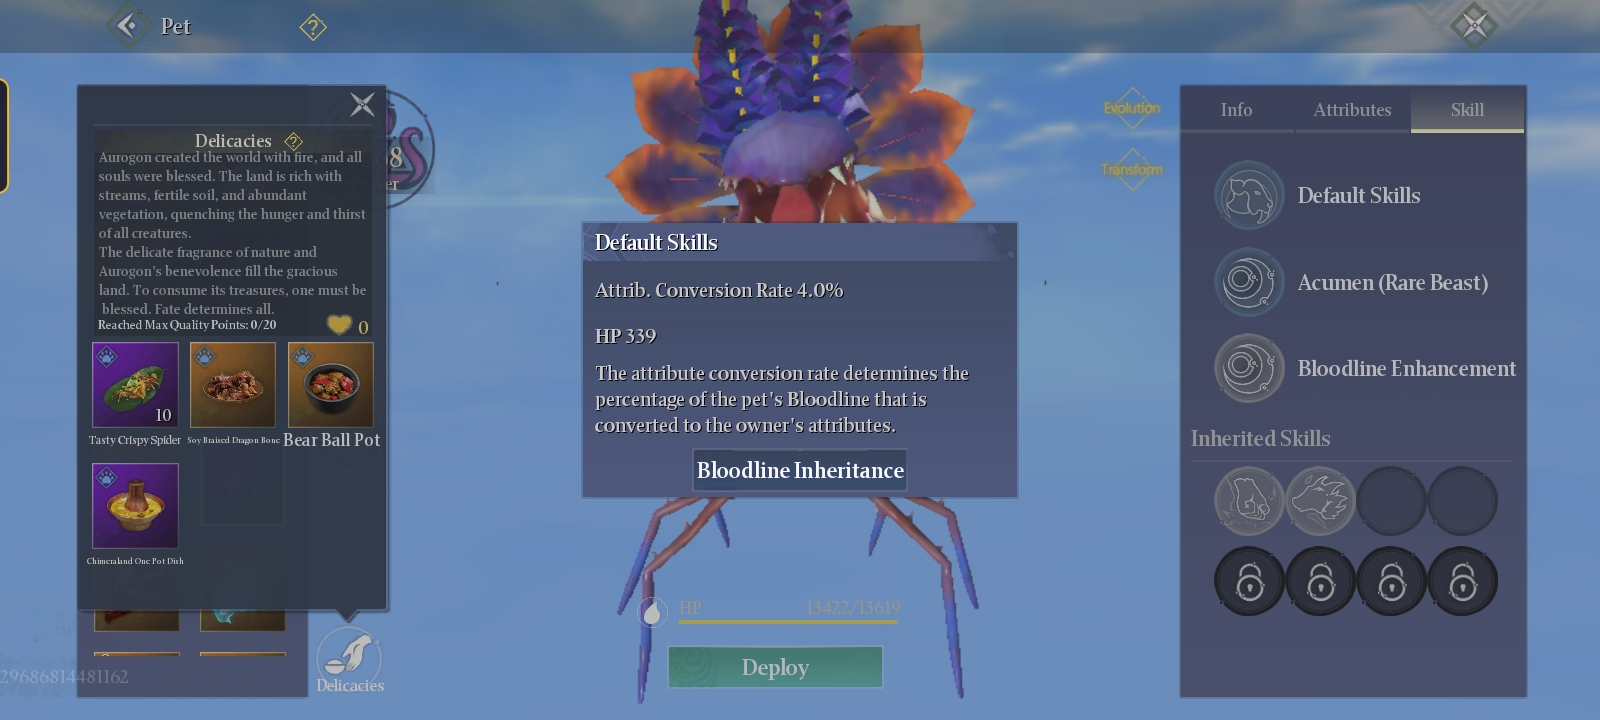 Pet
?
Delicacies ?
Aurogon created the world with fire, and all
souls were blessed. The land is rich with
streams, fertile soil, and abundant
vegetation, quenching the hunger and thirst
of all creatures.
The delicate fragrance of nature and
Aurogon's benevolence fill the gracious
land. To consume its treasures, one must be
blessed. Fate determines all.
Reached Max Quality Points: 0/20
0
10
Tasty Crispy Spider
Soy Braised Dragon Bone
Bear Ball Pot
Chimeraland One Pot Dish
29686814481162
Delicacies
Default Skills
Attrib. Conversion Rate 4.0%
HP 339
The attribute conversion rate determines the
percentage of the pet's Bloodline that is
converted to the owner's attributes.
Bloodline Inheritance
HP 13422/13619
Deploy
Evolution
Transform
Info Attributes Skill
Default Skills
Acumen (Rare Beast)
Bloodline Enhancement
Inherited Skills